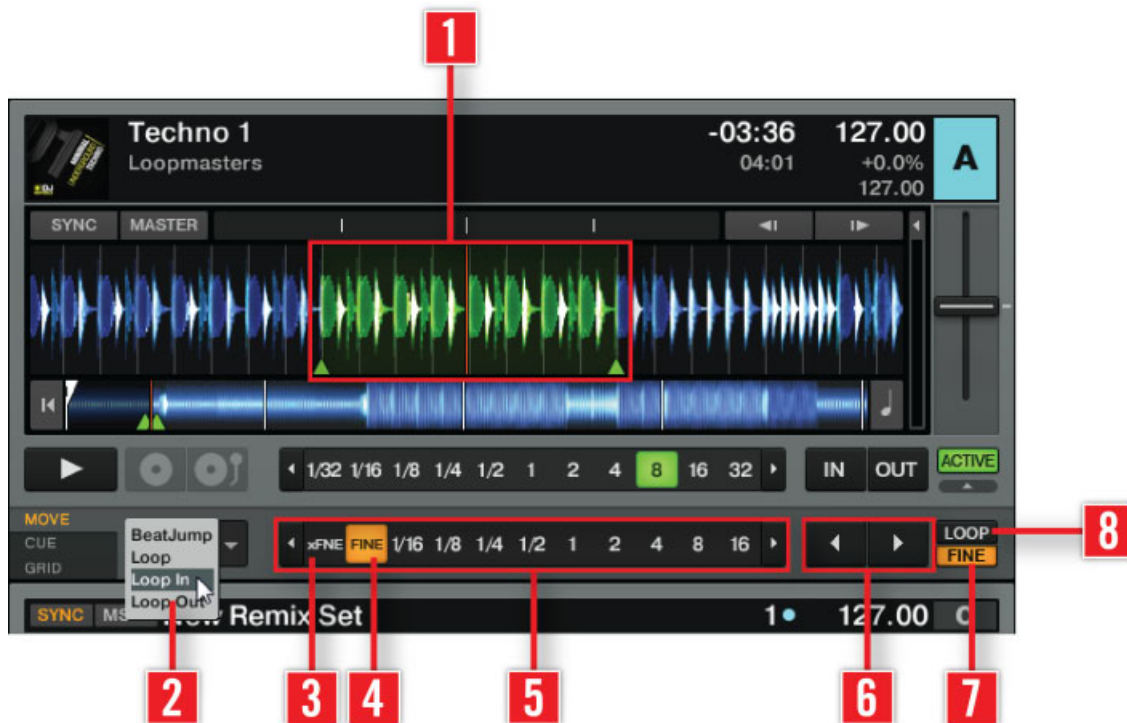 1
Techno 1
-03:36
127.00
A
Loopmasters
04:01
+0.0%
127.00
SYNC MASTER
1/32 1/16 1/8 1/4 1/2 1 2 4 8 16 32
IN OUT
ACTIVE
MOVE
CUE
GRID
BeatJump
Loop
Loop In
Loop Out
xFNE FINE 1/16 1/8 1/4 1/2 1 2 4 8 16
LOOP
FINE
8
SYNC
Remix Set
1
127.00
C
2 3 4 5 6 7